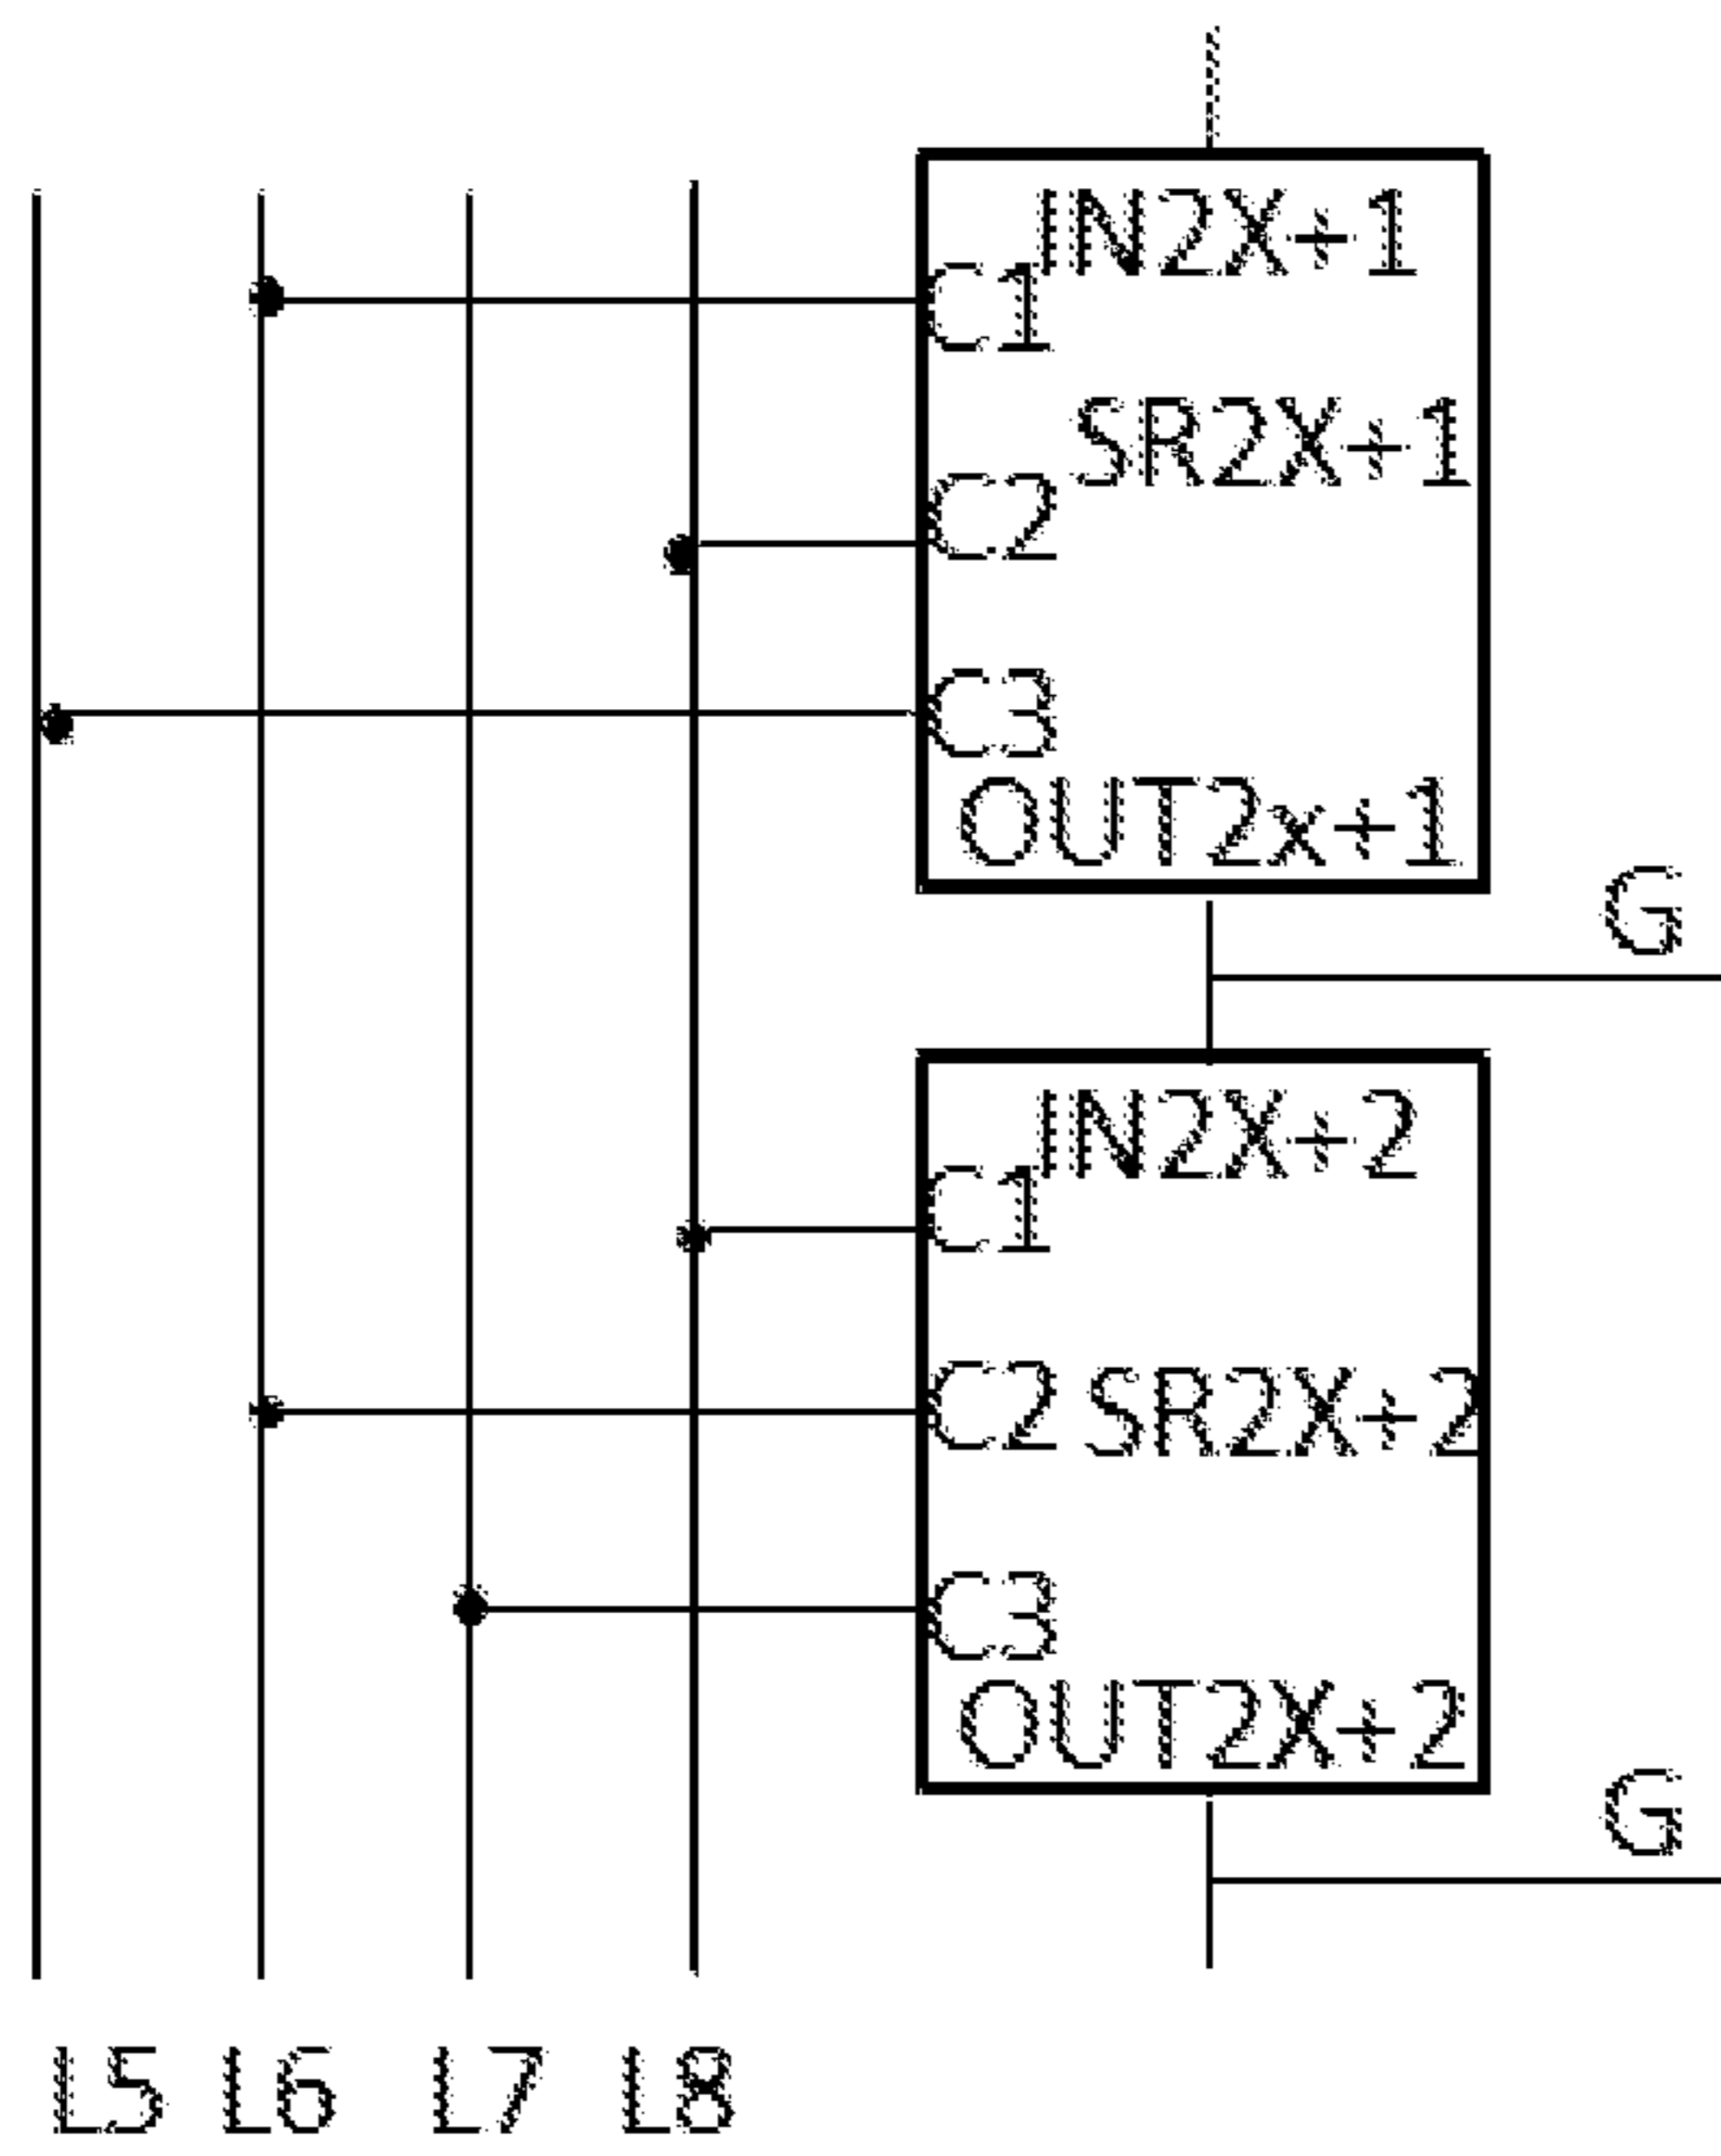 IN2X+1
C1
SR2X+1
C2
C3
OUT2x+1
G
IN2X+2
C1
C2 SR2X+2
C3
OUT2X+2
G
L5 L6 L7 L8